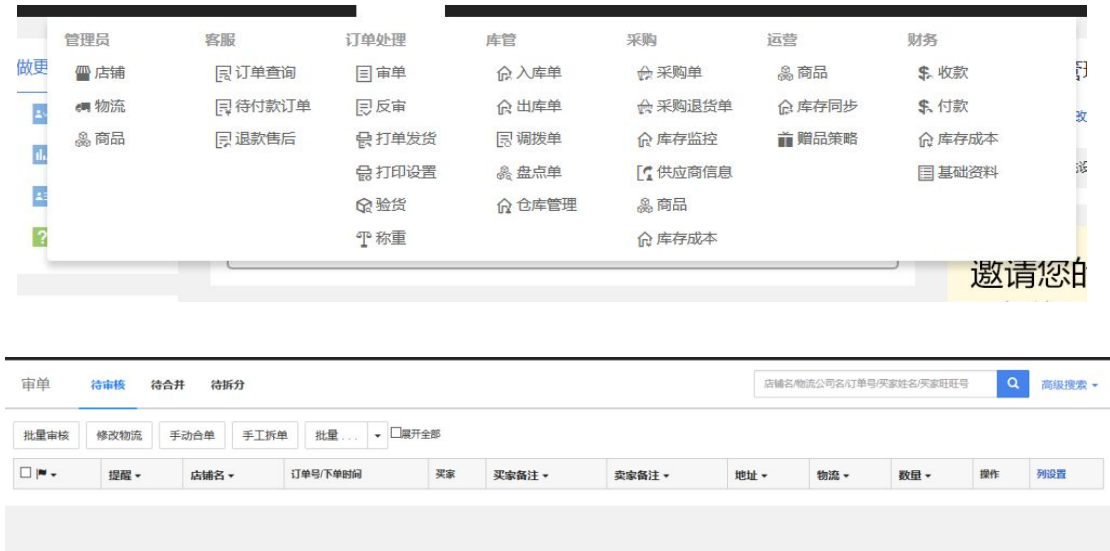 管理员 客服 订单处理 库管 采购 运营 财务
店铺 订单查询 审单 入库单 采购单 商品 收款
物流 待付款订单 反审 出库单 采购退货单 库存同步 付款
商品 退款售后 打单发货 调拨单 库存监控 赠品策略 库存成本
打印设置 盘点单 供应商信息 基础资料
验货 仓库管理 商品
称重 库存成本
做更
改
邀请您的
审单 待审核 待合并 待拆分 店铺名/物流公司名/订单号/买家姓名/买家旺旺号 高级搜索
批量审核 修改物流 手动合单 手工拆单 批量... 展开全部
提醒 店铺名 订单号/下单时间 买家 买家备注 卖家备注 地址 物流 数量 操作 列设置